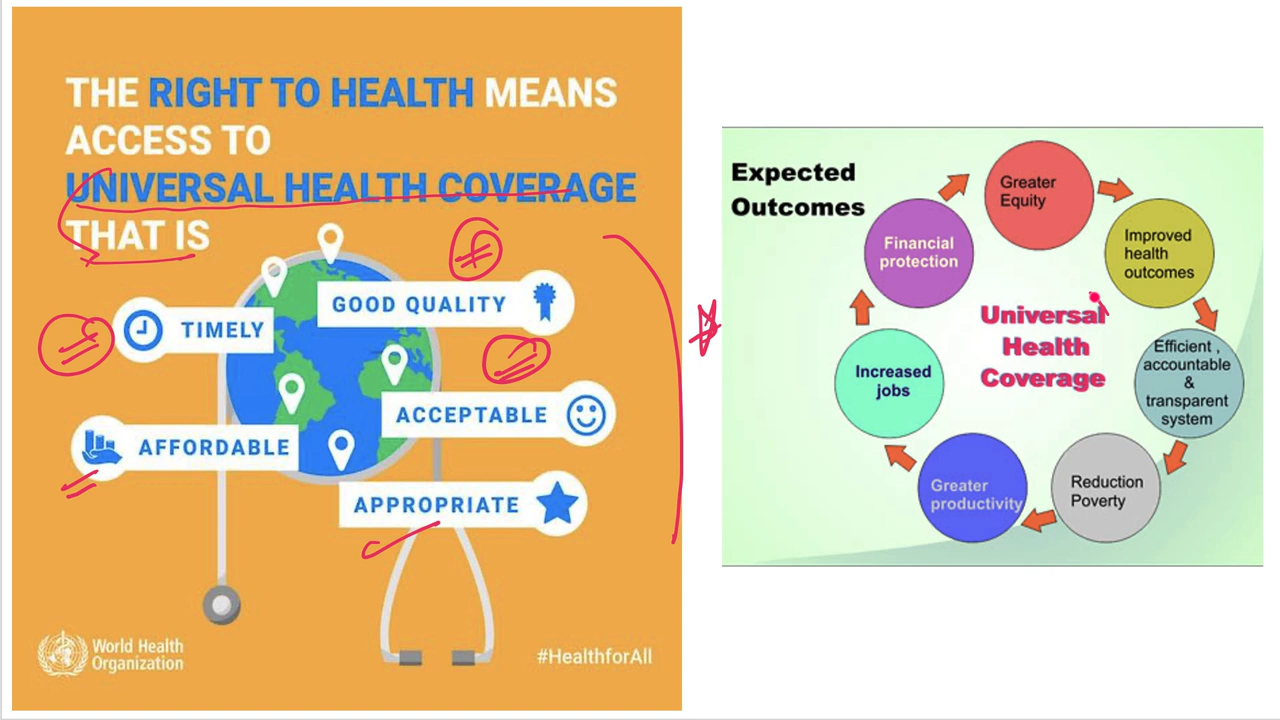 THE RIGHT TO HEALTH MEANS
ACCESS TO
UNIVERSAL HEALTH COVERAGE
THAT IS
GOOD QUALITY
TIMELY
ACCEPTABLE
AFFORDABLE
APPROPRIATE
World Health
Organization
#HealthforAll
Expected
Outcomes
Greater
Equity
Improved
health
outcomes
Efficient ,
accountable
&
transparent
system
Reduction
Poverty
Greater
productivity
Increased
jobs
Financial
protection
Universal
Health
Coverage